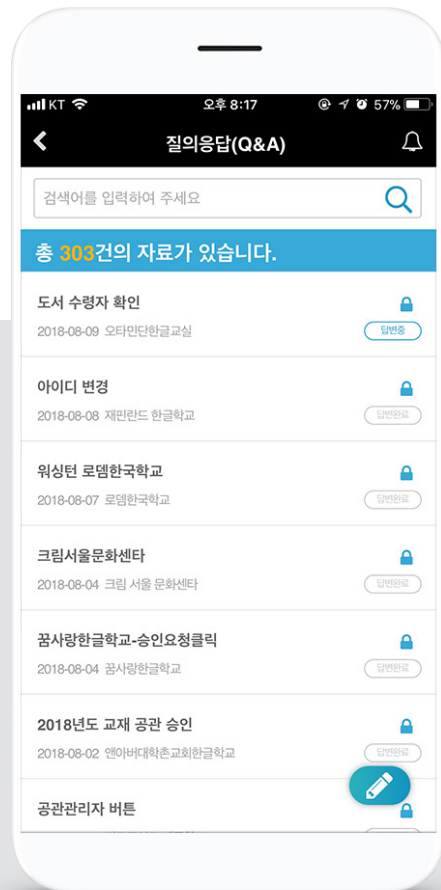 KT 오후 8:17 57%
질의응답(Q&A)
검색어를 입력하여 주세요
총 303건의 자료가 있습니다.
도서 수령자 확인
2018-08-09 오타민단한글교실
답변중
아이디 변경
2018-08-08 재핀란드 한글학교
답변완료
워싱턴 로뎀한국학교
2018-08-07 로뎀한국학교
답변완료
크림서울문화센타
2018-08-04 크림 서울 문화센타
답변완료
꿈사랑한글학교-승인요청클릭
2018-08-04 꿈사랑한글학교
답변완료
2018년도 교재 공관 승인
2018-08-02 앤아버대학촌교회한글학교
답변완료
공관관리자 버튼